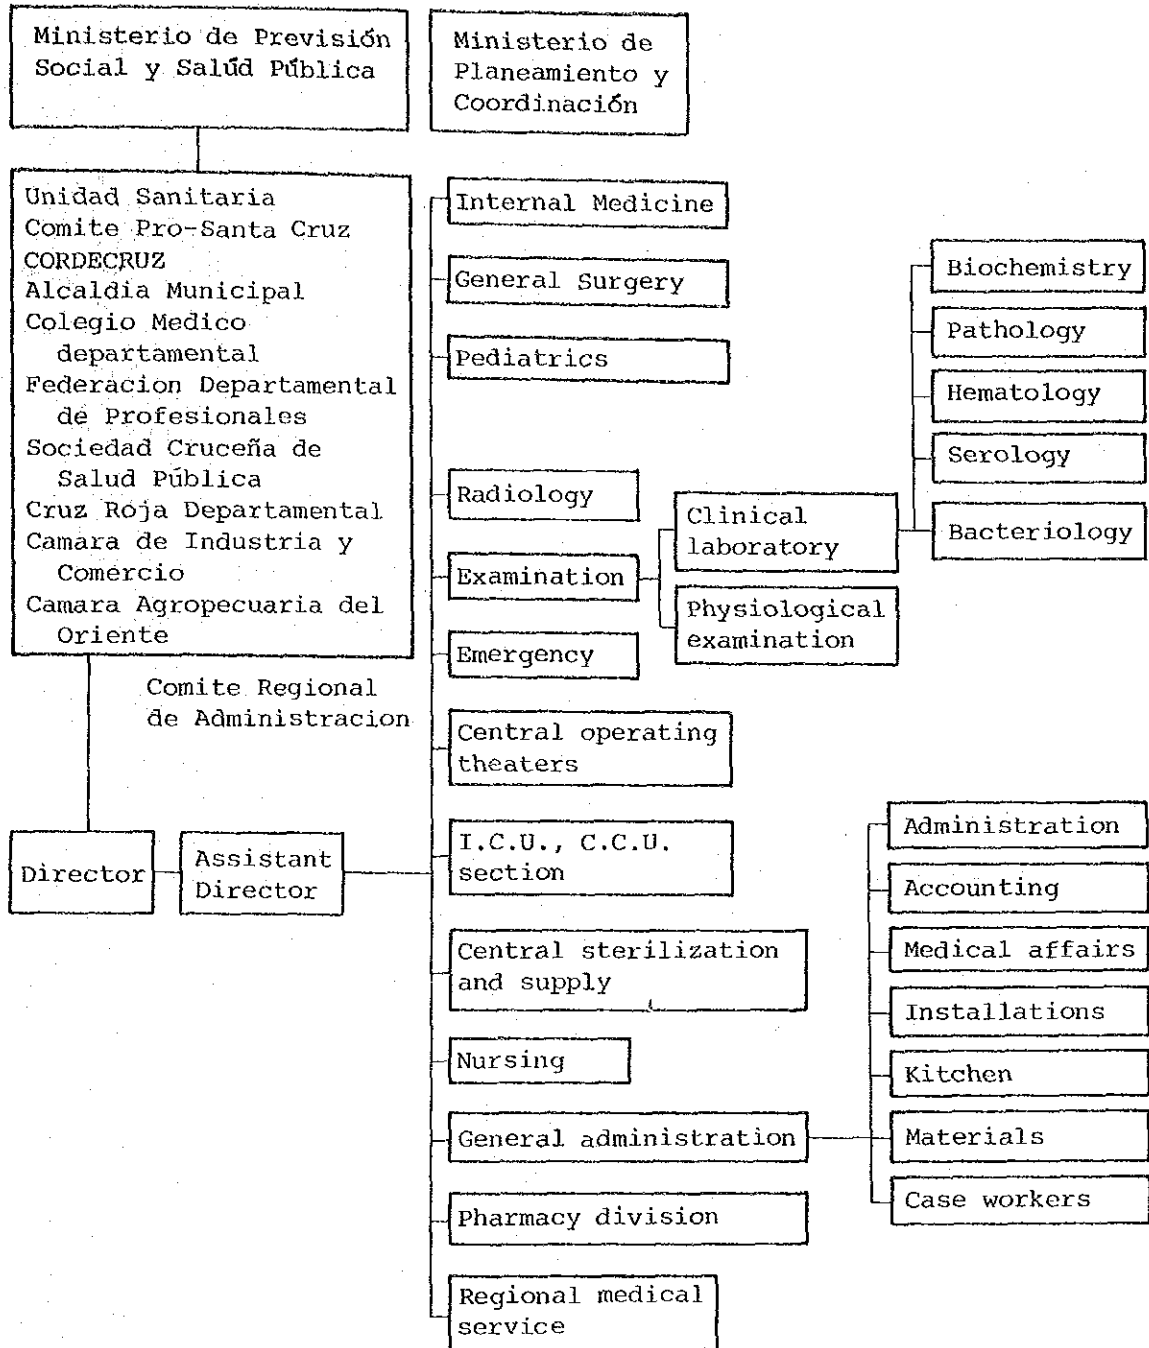 Ministerio de Previsión
Social y Salúd Pública
Ministerio de
Planeamiento y
Coordinación
Unidad Sanitaria
Comite Pro-Santa Cruz
CORDECRUZ
Alcaldia Municipal
Colegio Medico
departamental
Federacion Departamental
de Profesionales
Sociedad Cruceña de
Salud Pública
Cruz Roja Departamental
Camara de Industria y
Comercio
Camara Agropecuaria del
Oriente
Comite Regional
de Administracion
Director
Assistant
Director
Internal Medicine
General Surgery
Pediatrics
Radiology
Examination
Emergency
Central operating
theaters
I.C.U., C.C.U.
section
Central sterilization
and supply
Nursing
General administration
Pharmacy division
Regional medical
service
Clinical
laboratory
Physiological
examination
Biochemistry
Pathology
Hematology
Serology
Bacteriology
Administration
Accounting
Medical affairs
Installations
Kitchen
Materials
Case workers